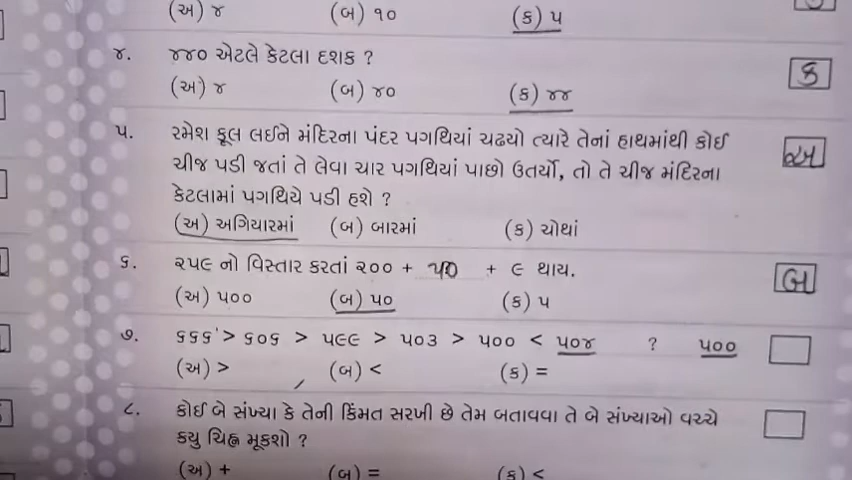 (અ) ૪ (બ) ૧૦ (ક) ૫
૪. ૪૪૦ એટલે કેટલા દશક ? ક
(અ) ૪ (બ) ૪૦ (ક) ૪૪
૫. રમેશ ફૂલ લઈને મંદિરના પંદર પગથિયાં ચઢયો ત્યારે તેનાં હાથમાંથી કોઈ અ
ચીજ પડી જતાં તે લેવા ચાર પગથિયાં પાછો ઉતર્યો, તો તે ચીજ મંદિરના
કેટલામાં પગથિયે પડી હશે ?
(અ) અગિયારમાં (બ) બારમાં (ક) ચોથાં
૬. ૨૫૯ નો વિસ્તાર કરતાં ૨૦૦ + ૫૦ + ૯ થાય. બ
(અ) ૫૦૦ (બ) ૫૦ (ક) ૫
૭. ૬૬૬ > ૬૦૬ > ૫૯૯ > ૫૦૩ > ૫૦૦ < ૫૦૪ ? ૫૦૦
(અ) > (બ) < (ક) =
૮. કોઈ બે સંખ્યા કે તેની કિંમત સરખી છે તેમ બતાવવા તે બે સંખ્યાઓ વચ્ચે
કયુ ચિહ્ન મૂકશો ?
(અ) + (બ) = (ક) <